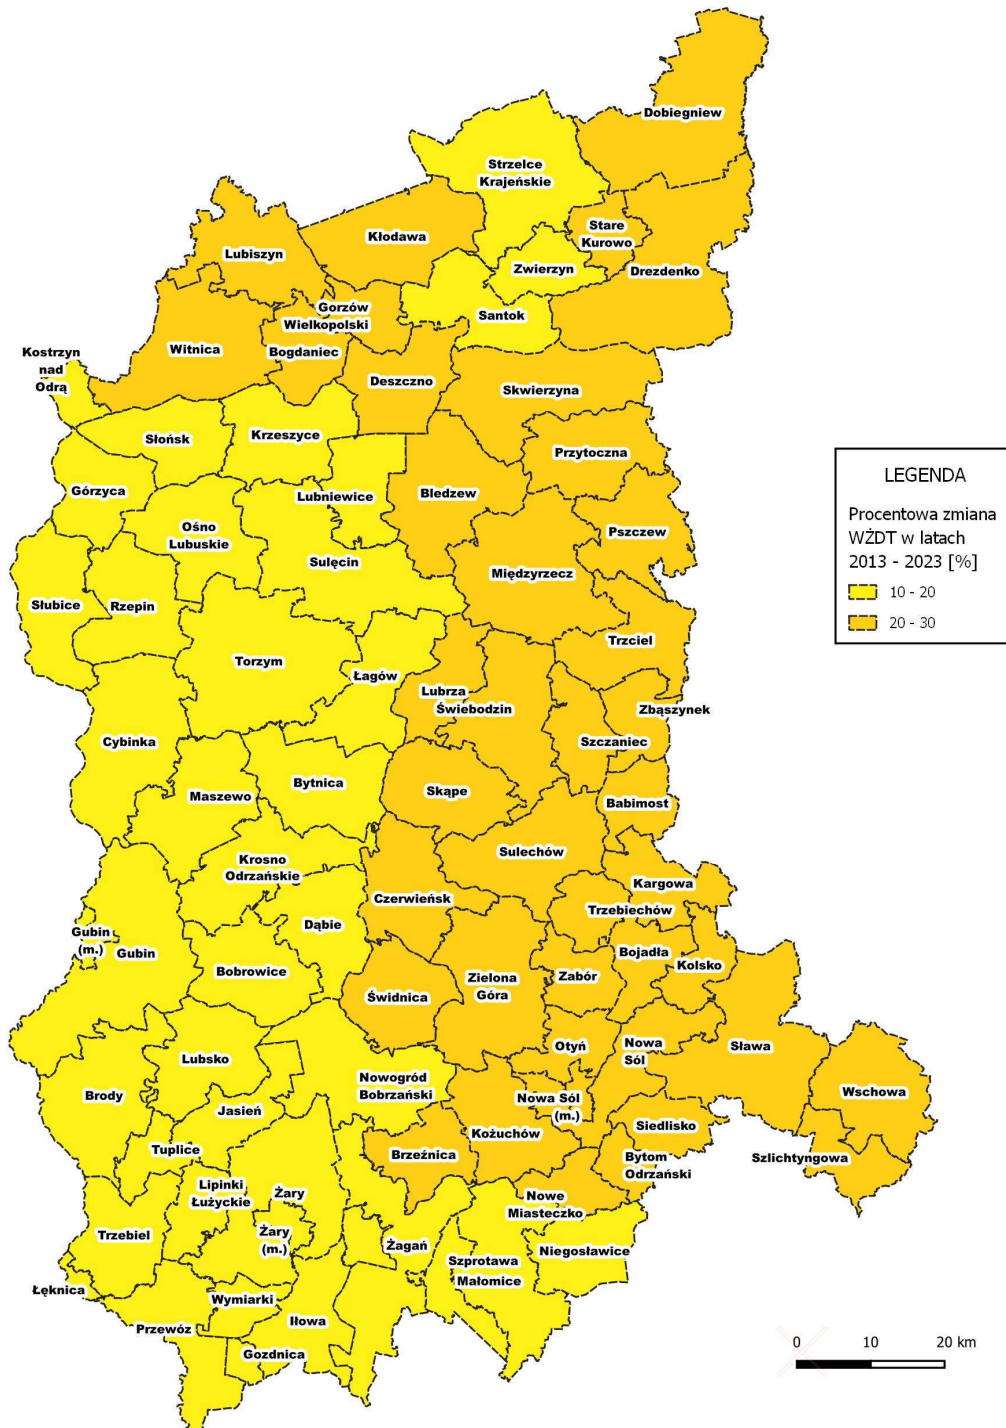 Dobiegniew
Strzelce
Krajeńskie
Stare
Kurowo
Kłodawa
Lubiszyn
Zwierzyn
Drezdenko
Gorzów
Wielkopolski
Santok
Witnica
Bogdaniec
Kostrzyn
nad
Odrą
Deszczno
Skwierzyna
Słońsk
Krzeszyce
Przytoczna
Górzyca
Lubniewice
Bledzew
Ośno
Lubuskie
Pszczew
Sulęcin
Międzyrzecz
Słubice
Rzepin
Trzciel
Torzym
Łagów
Lubrza
Świebodzin
Zbąszynek
Cybinka
Szczaniec
Maszewo
Bytnica
Skąpe
Babimost
Sulechów
Krosno
Odrzańskie
Kargowa
Czerwieńsk
Trzebiechów
Dąbie
Gubin
(m.)
Gubin
Bobrowice
Bojadła
Kolsko
Świdnica
Zielona
Góra
Zabór
Otyń
Nowa
Sól
Sława
Lubsko
Brody
Nowogród
Bobrzański
Nowa Sól
(m.)
Wschowa
Jasień
Siedlisko
Kożuchów
Tuplice
Brzeźnica
Bytom
Odrzański
Szlichtyngowa
Lipinki
Łużyckie
Żary
Nowe
Miasteczko
Trzebiel
Żary
(m.)
Żagań
Szprotawa
Niegosławice
Małomice
Łęknica
Wymiarki
Przewóz
Iłowa
Gozdnica
LEGENDA
Procentowa zmiana
WŻDT w latach
2013 - 2023 [%]
10 - 20
20 - 30
0 10 20 km